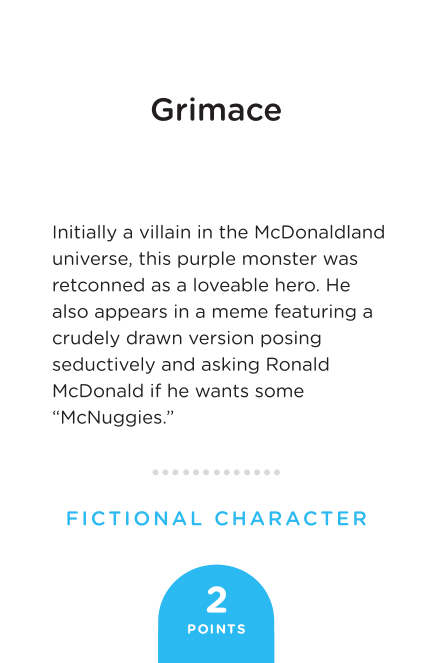 Grimace
Initially a villain in the McDonaldland
universe, this purple monster was
retconned as a loveable hero. He
also appears in a meme featuring a
crudely drawn version posing
seductively and asking Ronald
McDonald if he wants some
“McNuggies.”
FICTIONAL CHARACTER
2
POINTS